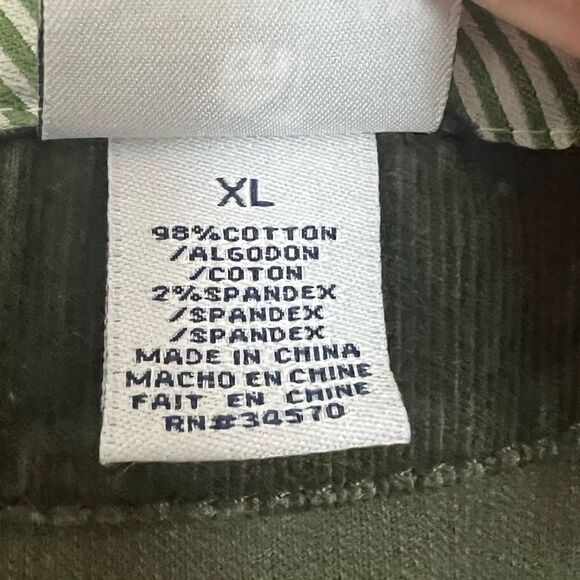 XL
98%COTTON
/ALGODON
/COTON
2%SPANDEX
/SPANDEX
/SPANDEX
MADE IN CHINA
MACHO EN CHINE
FAIT EN CHINE
RN#34570